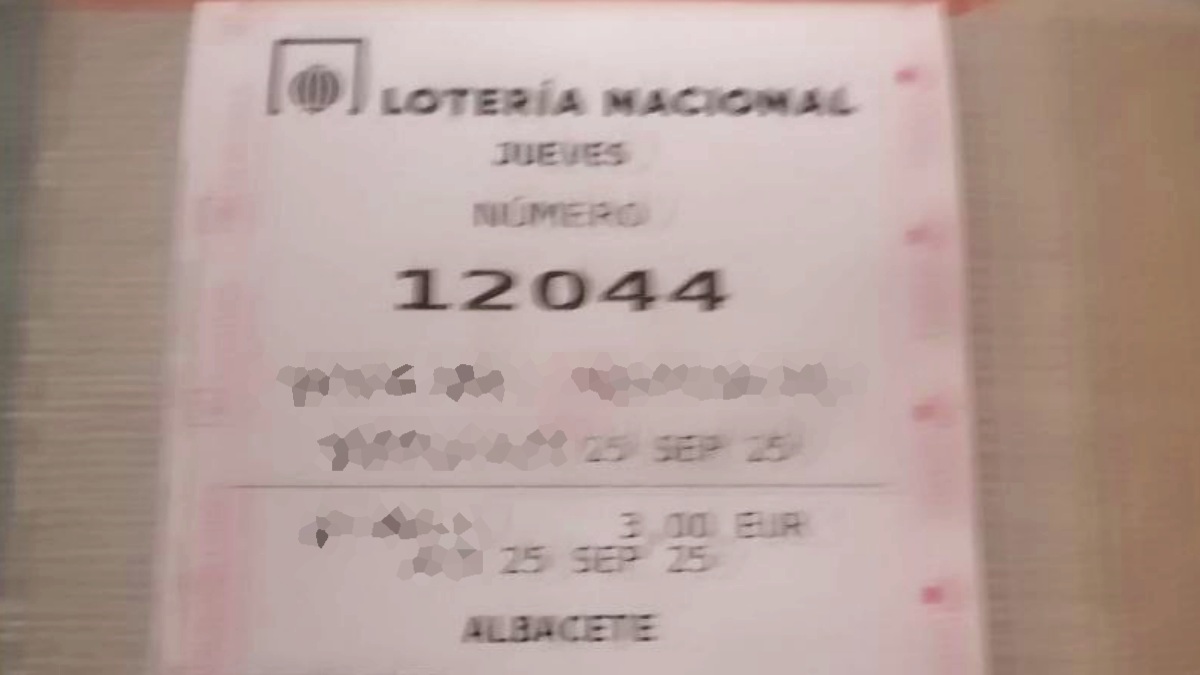 LOTERÍA NACIONAL
JUEVES
NÚMERO
12044
25 SEP 25
3,00 EUR
25 SEP 25
ALBACETE